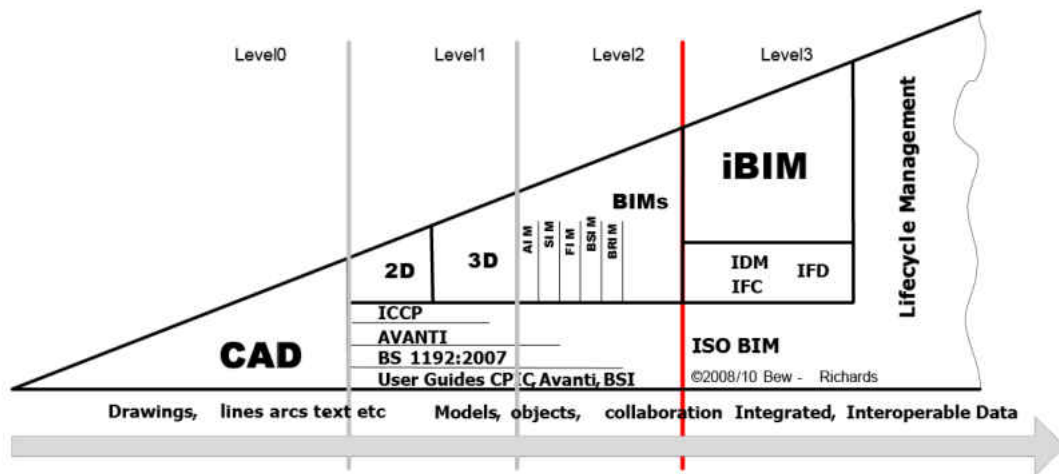 Level0 Level1 Level2 Level3
iBIM
BIMs
Lifecycle Management
AIM
SIM
FIM
BSIM
BRIM
2D 3D
IDM IFD
IFC
ICCP
AVANTI
CAD
BS 1192:2007
ISO BIM
User Guides CPIC, Avanti, BSI
©2008/10 Bew - Richards
Drawings, lines arcs text etc Models, objects, collaboration Integrated, Interoperable Data